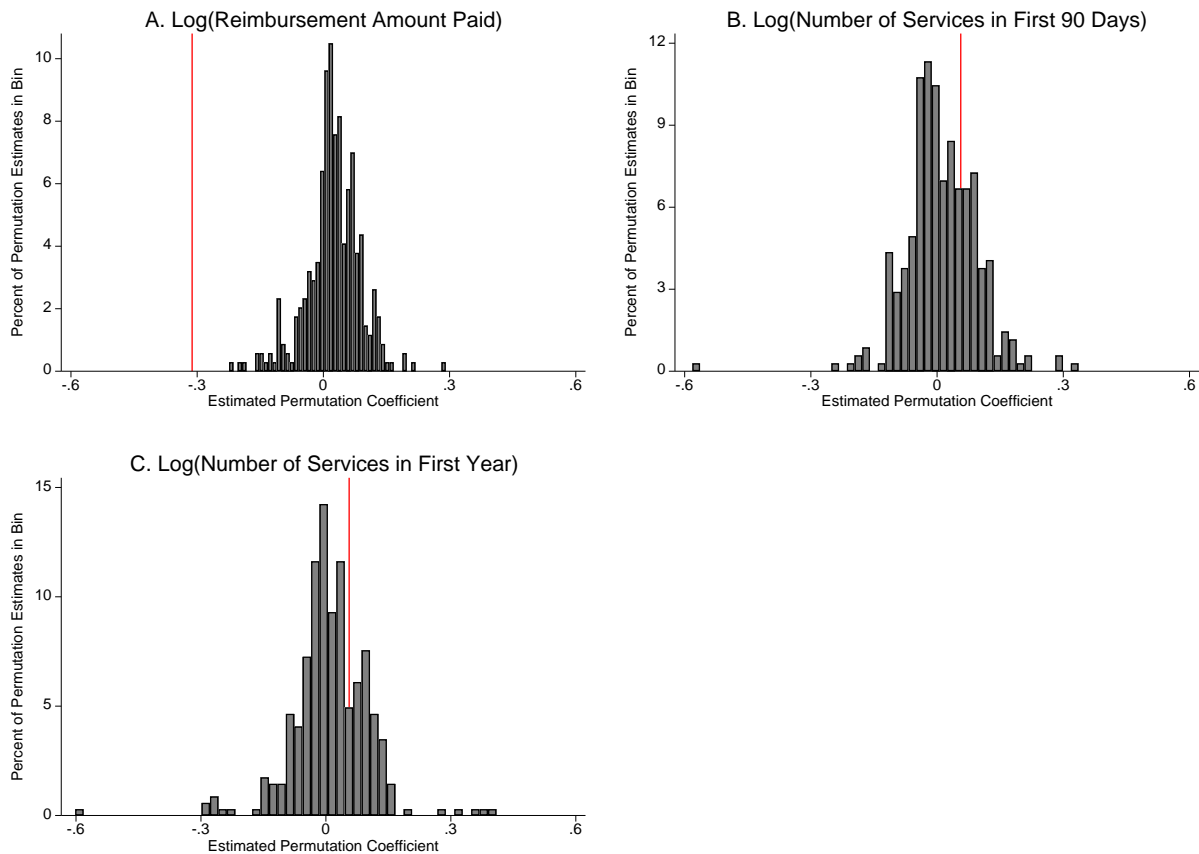 A. Log(Reimbursement Amount Paid)
Percent of Permutation Estimates in Bin
10
8
6
4
2
0
-.6 -.3 0 .3 .6
Estimated Permutation Coefficient
B. Log(Number of Services in First 90 Days)
Percent of Permutation Estimates in Bin
12
9
6
3
0
-.6 -.3 0 .3 .6
Estimated Permutation Coefficient
C. Log(Number of Services in First Year)
Percent of Permutation Estimates in Bin
15
10
5
0
-.6 -.3 0 .3 .6
Estimated Permutation Coefficient